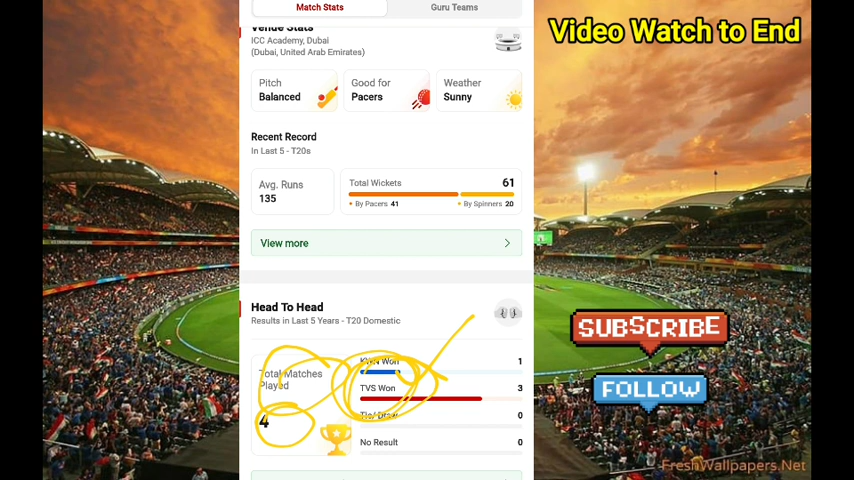 Match Stats
Guru Teams
Video Watch to End
Venue Stats
ICC Academy, Dubai
(Dubai, United Arab Emirates)
Pitch
Balanced
Good for
Pacers
Weather
Sunny
Recent Record
In Last 5 - T20s
Avg. Runs
135
Total Wickets 61
By Pacers 41
By Spinners 20
View more
Head To Head
Results in Last 5 Years - T20 Domestic
Total Matches
Played
4
Won 1
TVS Won 3
Tie/ Draw 0
No Result 0
SUBSCRIBE
FOLLOW
FreshWallpapers.Net